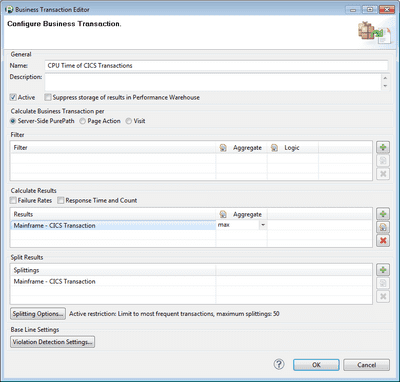 Business Transaction Editor
Configure Business Transaction.
General
Name: CPU Time of CICS Transactions
Description:
Active Suppress storage of results in Performance Warehouse
Calculate Business Transaction per
Server-Side PurePath Page Action Visit
Filter
Filter Aggregate Logic
Calculate Results
Failure Rates Response Time and Count
Results Aggregate
Mainframe - CICS Transaction max
Split Results
Splittings
Mainframe - CICS Transaction
Splitting Options... Active restriction: Limit to most frequent transactions, maximum splittings: 50
Base Line Settings
Violation Detection Settings...
? OK Cancel